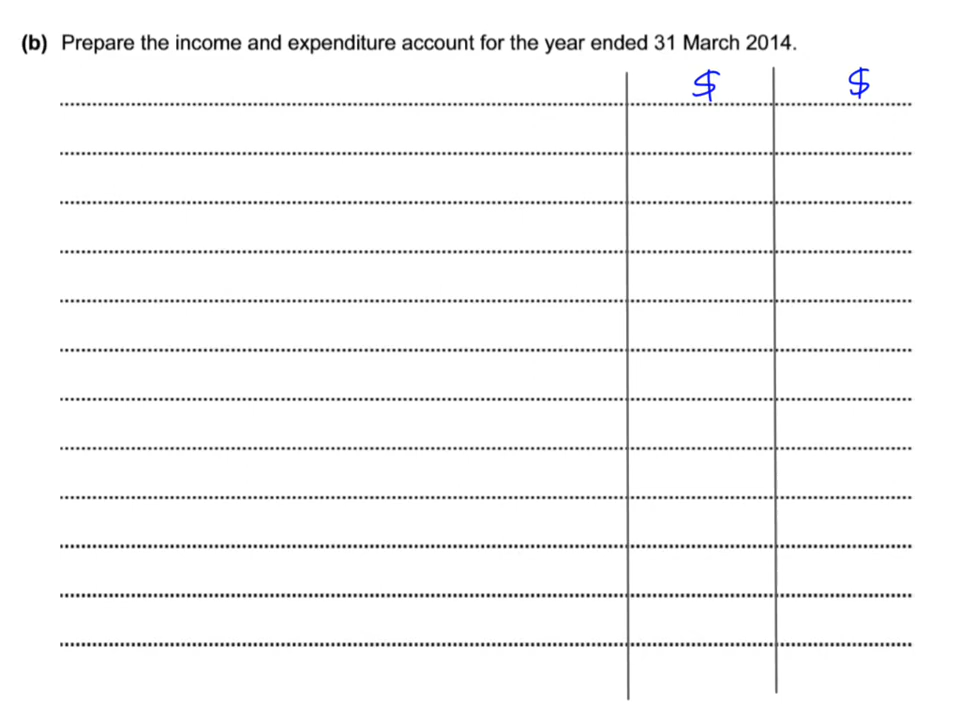 (b) Prepare the income and expenditure account for the year ended 31 March 2014.
$ $